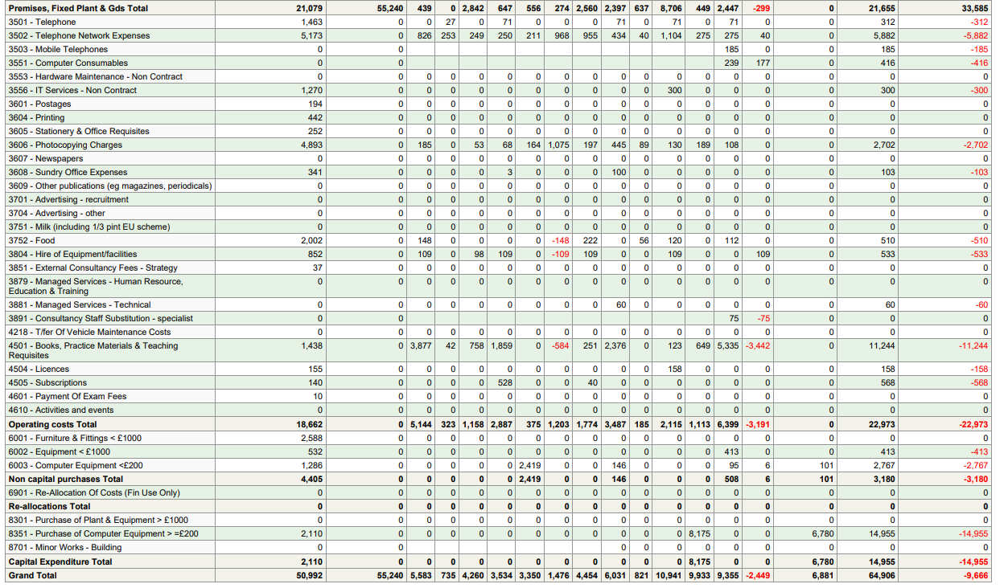 Premises, Fixed Plant & Gds Total 21,079 55,240 439 0 2,842 647 556 274 2,560 2,397 637 8,706 449 2,447 -299 0 21,655 33,585
3501 - Telephone 1,463 0 0 27 0 71 0 0 0 71 0 71 0 71 0 0 312 -312
3502 - Telephone Network Expenses 5,173 0 826 253 249 250 211 968 955 434 40 1,104 275 275 40 0 5,882 -5,882
3503 - Mobile Telephones 0 0 185 0 0 185 -185
3551 - Computer Consumables 0 0 239 177 0 416 -416
3553 - Hardware Maintenance - Non Contract 0 0 0 0 0 0 0 0 0 0 0 0 0 0 0 0 0 0
3556 - IT Services - Non Contract 1,270 0 0 0 0 0 0 0 0 0 0 300 0 0 0 0 300 -300
3601 - Postages 194 0 0 0 0 0 0 0 0 0 0 0 0 0 0 0 0 0
3604 - Printing 442 0 0 0 0 0 0 0 0 0 0 0 0 0 0 0 0 0
3605 - Stationery & Office Requisites 252 0 0 0 0 0 0 0 0 0 0 0 0 0 0 0 0 0
3606 - Photocopying Charges 4,893 0 185 0 53 68 164 1,075 197 445 89 130 189 108 0 0 2,702 -2,702
3607 - Newspapers 0 0 0 0 0 0 0 0 0 0 0 0 0 0 0 0 0 0
3608 - Sundry Office Expenses 341 0 0 0 0 3 0 0 0 100 0 0 0 0 0 0 103 -103
3609 - Other publications (eg magazines, periodicals) 0 0 0 0 0 0 0 0 0 0 0 0 0 0 0 0 0 0
3701 - Advertising - recruitment 0 0 0 0 0 0 0 0 0 0 0 0 0 0 0 0 0 0
3704 - Advertising - other 0 0 0 0 0 0 0 0 0 0 0 0 0 0 0 0 0 0
3751 - Milk (including 1/3 pint EU scheme) 0 0 0 0 0 0 0 0 0 0 0 0 0 0 0 0 0 0
3752 - Food 2,002 0 148 0 0 0 0 -148 222 0 56 120 0 112 0 0 510 -510
3804 - Hire of Equipment/facilities 852 0 109 0 98 109 0 -109 109 0 0 109 0 0 109 0 533 -533
3851 - External Consultancy Fees - Strategy 37 0 0 0 0 0 0 0 0 0 0 0 0 0 0 0 0 0
3879 - Managed Services - Human Resource, 0 0 0 0 0 0 0 0 0 0 0 0 0 0 0 0 0 0
Education & Training
3881 - Managed Services - Technical 0 0 0 0 0 0 0 0 0 60 0 0 0 0 0 0 60 -60
3891 - Consultancy Staff Substitution - specialist 0 0 75 -75 0 0 0
4218 - T/fer Of Vehicle Maintenance Costs 0 0 0 0 0 0 0 0 0 0 0 0 0 0 0 0 0 0
4501 - Books, Practice Materials & Teaching 1,438 0 3,877 42 758 1,859 0 -584 251 2,376 0 123 649 5,335 -3,442 0 11,244 -11,244
Requisites
4504 - Licences 155 0 0 0 0 0 0 0 0 0 0 158 0 0 0 0 158 -158
4505 - Subscriptions 140 0 0 0 0 528 0 0 40 0 0 0 0 0 0 0 568 -568
4601 - Payment Of Exam Fees 10 0 0 0 0 0 0 0 0 0 0 0 0 0 0 0 0 0
4610 - Activities and events 0 0 0 0 0 0 0 0 0 0 0 0 0 0 0 0 0 0
Operating costs Total 18,662 0 5,144 323 1,158 2,887 375 1,203 1,774 3,487 185 2,115 1,113 6,399 -3,191 0 22,973 -22,973
6001 - Furniture & Fittings < £1000 2,588 0 0 0 0 0 0 0 0 0 0 0 0 0 0 0 0 0
6002 - Equipment < £1000 532 0 0 0 0 0 0 0 0 0 0 0 0 413 0 0 413 -413
6003 - Computer Equipment <£200 1,286 0 0 0 0 0 2,419 0 0 146 0 0 0 95 6 101 2,767 -2,767
Non capital purchases Total 4,405 0 0 0 0 0 2,419 0 0 146 0 0 0 508 6 101 3,180 -3,180
6901 - Re-Allocation Of Costs (Fin Use Only) 0 0 0 0 0 0 0 0 0 0 0 0 0 0 0 0 0 0
Re-allocations Total 0 0 0 0 0 0 0 0 0 0 0 0 0 0 0 0 0 0
8301 - Purchase of Plant & Equipment > £1000 0 0 0 0 0 0 0 0 0 0 0 0 0 0 0 0 0 0
8351 - Purchase of Computer Equipment > =£200 2,110 0 0 0 0 0 0 0 0 0 0 0 8,175 0 0 6,780 14,955 -14,955
8701 - Minor Works - Building 0 0 0 0 0 0 0 0 0 0 0
Capital Expenditure Total 2,110 0 0 0 0 0 0 0 0 0 0 0 8,175 0 0 6,780 14,955 -14,955
Grand Total 50,992 55,240 5,583 735 4,260 3,534 3,350 1,476 4,454 6,031 821 10,941 9,933 9,355 -2,449 6,881 64,906 -9,666